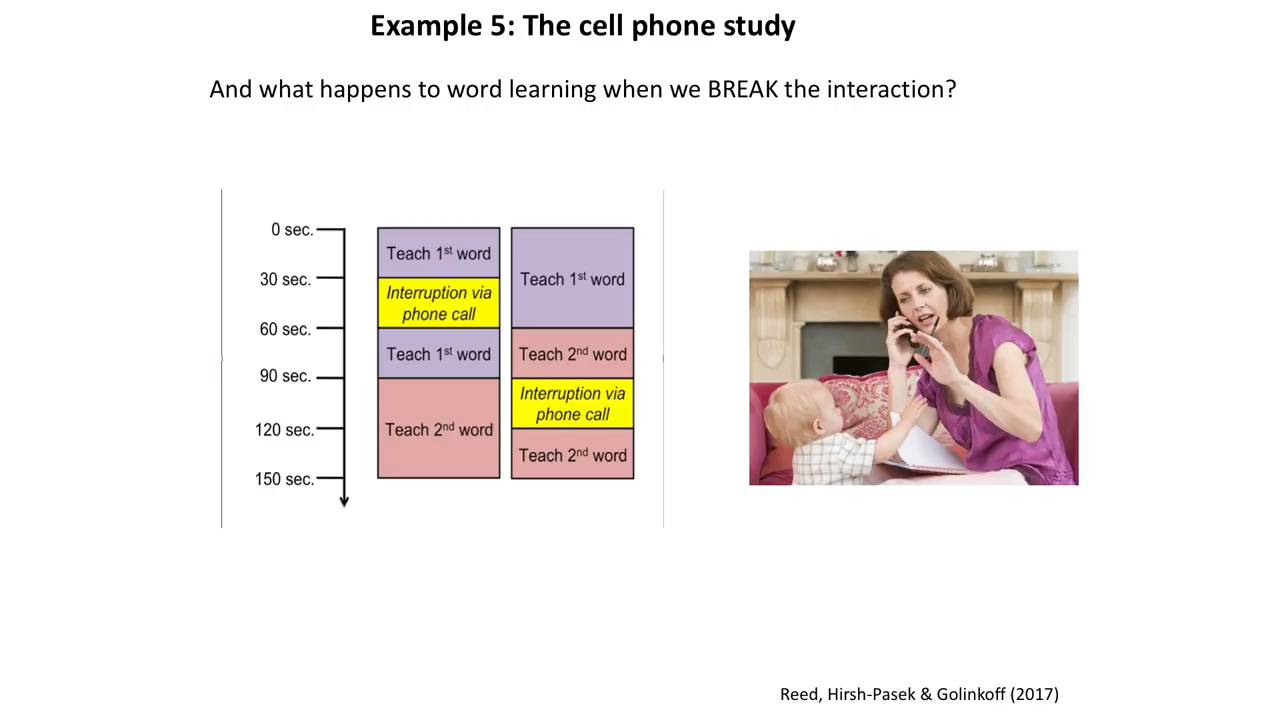 Example 5: The cell phone study
And what happens to word learning when we BREAK the interaction?
0 sec.
30 sec.
60 sec.
90 sec.
120 sec.
150 sec.
Teach 1st word
Interruption via
phone call
Teach 1st word
Teach 2nd word
Teach 1st word
Teach 2nd word
Interruption via
phone call
Teach 2nd word
Reed, Hirsh-Pasek & Golinkoff (2017)